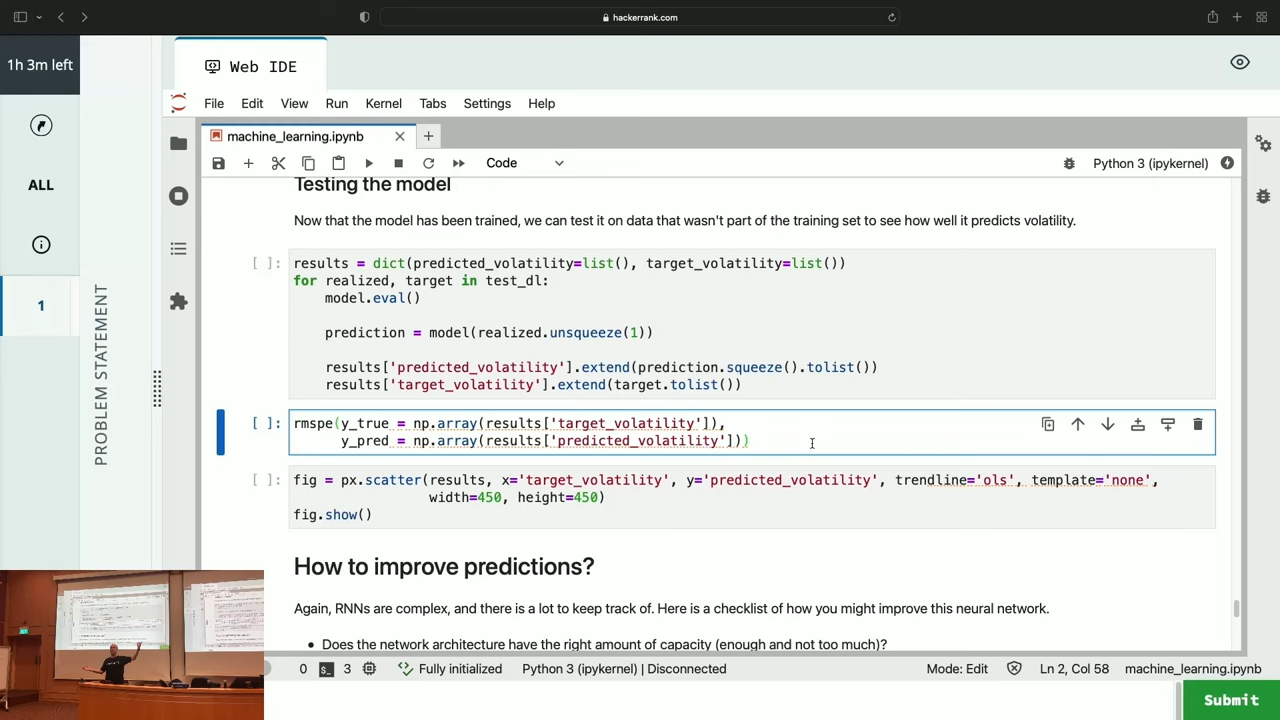 hackerrank.com
1h 3m left
Web IDE
File Edit View Run Kernel Tabs Settings Help
machine_learning.ipynb
Code
Python 3 (ipykernel)
ALL
1
PROBLEM STATEMENT
Testing the model
Now that the model has been trained, we can test it on data that wasn't part of the training set to see how well it predicts volatility.
[ ]: results = dict(predicted_volatility=list(), target_volatility=list())
for realized, target in test_dl:
model.eval()
prediction = model(realized.unsqueeze(1))
results['predicted_volatility'].extend(prediction.squeeze().tolist())
results['target_volatility'].extend(target.tolist())
[ ]: rmspe(y_true = np.array(results['target_volatility']),
y_pred = np.array(results['predicted_volatility']))
[ ]: fig = px.scatter(results, x='target_volatility', y='predicted_volatility', trendline='ols', template='none',
width=450, height=450)
fig.show()
How to improve predictions?
Again, RNNs are complex, and there is a lot to keep track of. Here is a checklist of how you might improve this neural network.
• Does the network architecture have the right amount of capacity (enough and not too much)?
0 3 Fully initialized Python 3 (ipykernel) | Disconnected Mode: Edit Ln 2, Col 58 machine_learning.ipynb
Submit